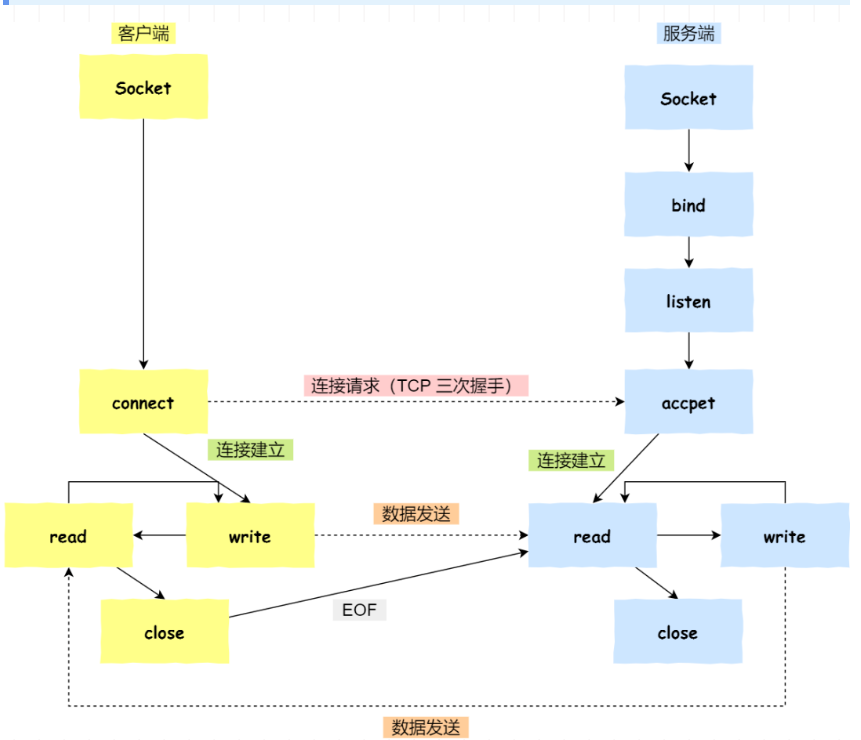 客户端
服务端
Socket
Socket
bind
listen
connect
连接请求（TCP 三次握手）
accpet
连接建立
连接建立
read
write
数据发送
read
write
close
EOF
close
数据发送